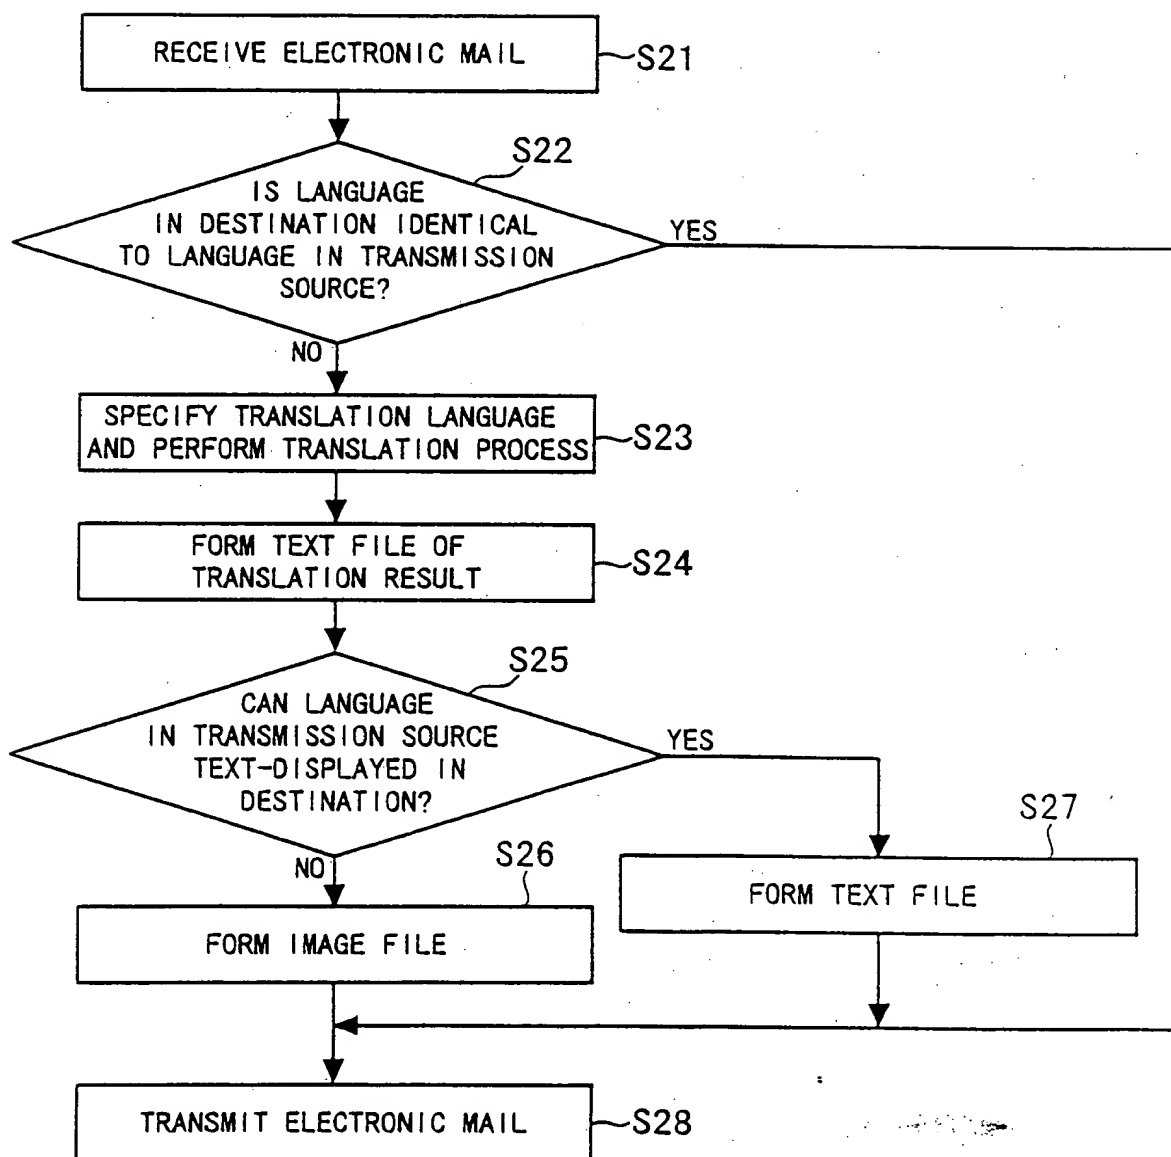 RECEIVE ELECTRONIC MAIL
S21
S22
IS LANGUAGE
IN DESTINATION IDENTICAL
TO LANGUAGE IN TRANSMISSION
SOURCE?
YES
NO
SPECIFY TRANSLATION LANGUAGE
AND PERFORM TRANSLATION PROCESS
S23
FORM TEXT FILE OF
TRANSLATION RESULT
S24
S25
CAN LANGUAGE
IN TRANSMISSION SOURCE
TEXT-DISPLAYED IN
DESTINATION?
YES
NO
S26
FORM IMAGE FILE
S27
FORM TEXT FILE
TRANSMIT ELECTRONIC MAIL
S28